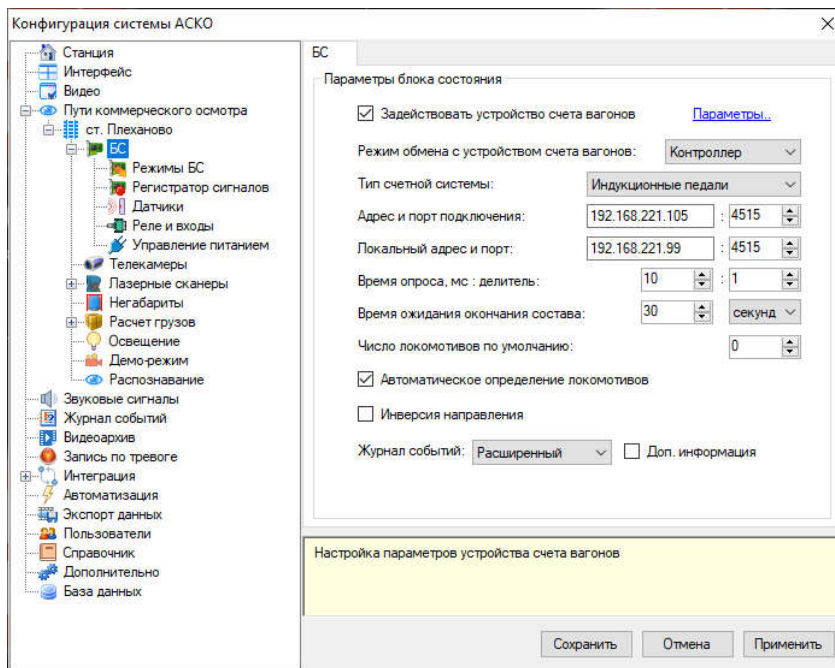 Конфигурация системы АСКО
Станция
Интерфейс
Видео
Пути коммерческого осмотра
ст. Плеханово
БС
Режимы БС
Регистратор сигналов
Датчики
Реле и входы
Управление питанием
Телекамеры
Лазерные сканеры
Негабариты
Расчет грузов
Освещение
Демо-режим
Распознавание
Звуковые сигналы
Журнал событий
Видеоархив
Запись по тревоге
Интеграция
Автоматизация
Экспорт данных
Пользователи
Справочник
Дополнительно
База данных
БС
Параметры блока состояния
Задействовать устройство счета вагонов Параметры..
Режим обмена с устройством счета вагонов: Контроллер
Тип счетной системы: Индукционные педали
Адрес и порт подключения: 192.168.221.105 : 4515
Локальный адрес и порт: 192.168.221.99 : 4515
Время опроса, мс : делитель: 10 : 1
Время ожидания окончания состава: 30 секунд
Число локомотивов по умолчанию: 0
Автоматическое определение локомотивов
Инверсия направления
Журнал событий: Расширенный Доп. информация
Настройка параметров устройства счета вагонов
Сохранить Отмена Применить